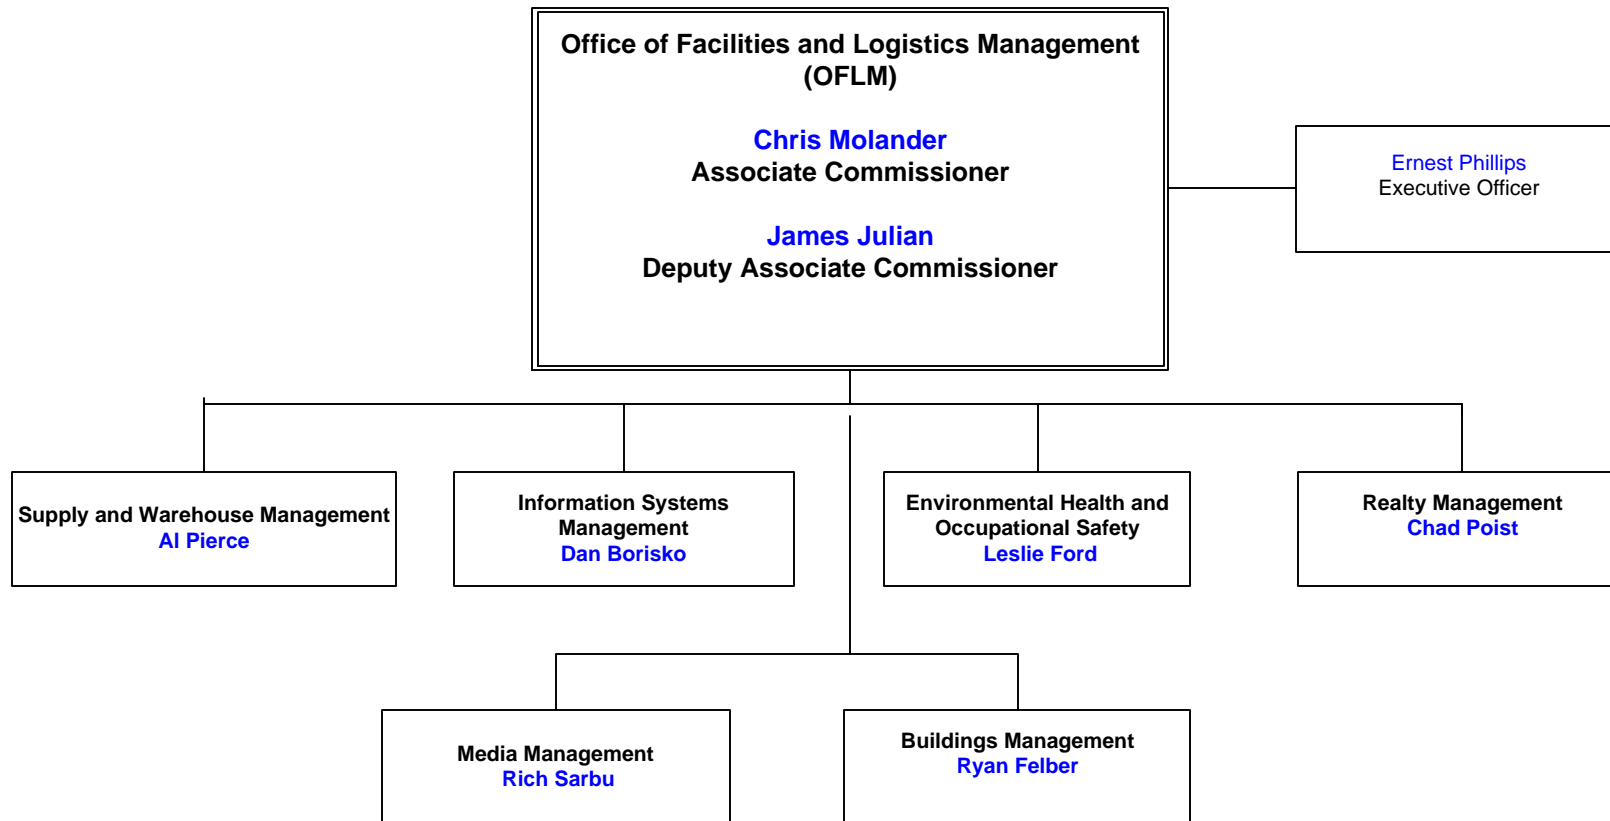 Office of Facilities and Logistics Management
(OFLM)
Chris Molander
Associate Commissioner
James Julian
Deputy Associate Commissioner
Ernest Phillips
Executive Officer
Supply and Warehouse Management
Al Pierce
Information Systems
Management
Dan Borisko
Environmental Health and
Occupational Safety
Leslie Ford
Realty Management
Chad Poist
Media Management
Rich Sarbu
Buildings Management
Ryan Felber